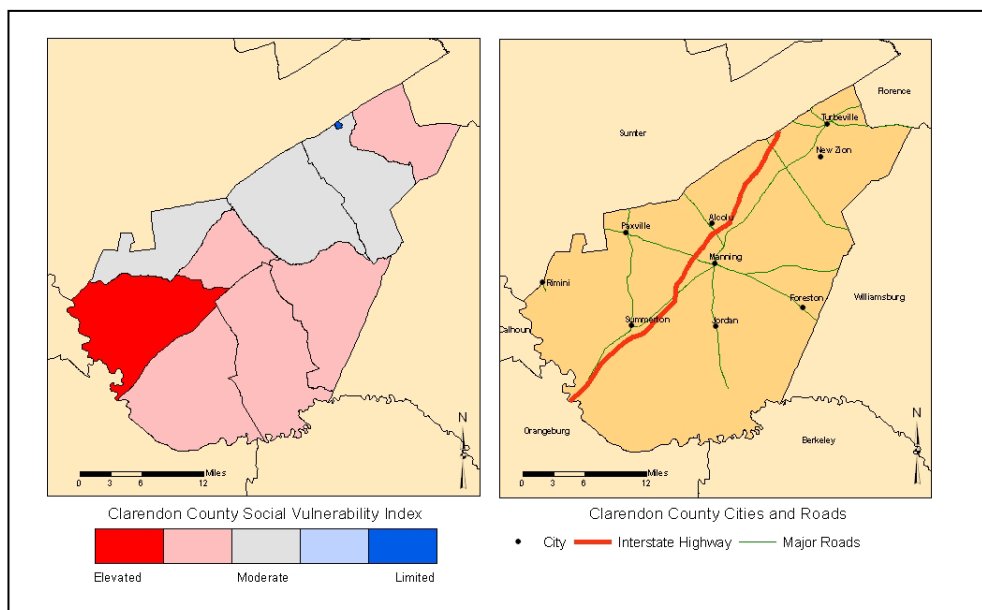 N
0 3 6 12
Miles
Clarendon County Social Vulnerability Index
Elevated Moderate Limited
Florence
Turbeville
Sumter
New Zion
Alcolu
Paxville
Manning
Rimini
Foreston
Williamsburg
Calhoun
Summerton
Jordan
Orangeburg
Berkeley
N
0 3 6 12
Miles
Clarendon County Cities and Roads
City Interstate Highway Major Roads